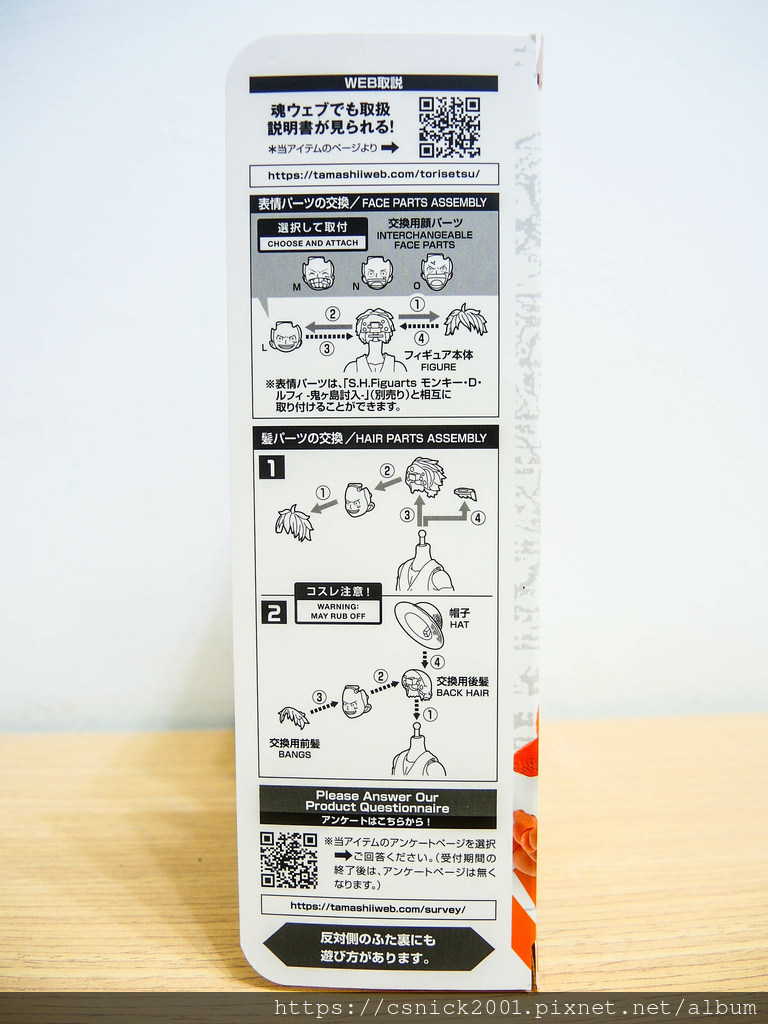 WEB取説
魂ウェブでも取扱
説明書が見られる!
*当アイテムのページより
https://tamashiiweb.com/torisetsu/
表情パーツの交換/FACE PARTS ASSEMBLY
選択して取付
CHOOSE AND ATTACH
交換用顔パーツ
INTERCHANGEABLE
FACE PARTS
M
N
O
①
②
③
④
L
フィギュア本体
FIGURE
※表情パーツは、「S.H.Figuarts モンキー・D・
ルフィ -鬼ヶ島討入-」(別売り)と相互に
取り付けることができます。
髪パーツの交換/HAIR PARTS ASSEMBLY
1
①
②
③
④
コスレ注意!
WARNING:
MAY RUB OFF
2
帽子
HAT
④
②
③
交換用後髪
BACK HAIR
①
交換用前髪
BANGS
Please Answer Our
Product Questionnaire
アンケートはこちらから!
※当アイテムのアンケートページを選択
ご回答ください。(受付期間の
終了後は、アンケートページは無く
なります。)
https://tamashiiweb.com/survey/
反対側のふた裏にも
遊び方があります。
https://csnick2001.pixnet.net/album